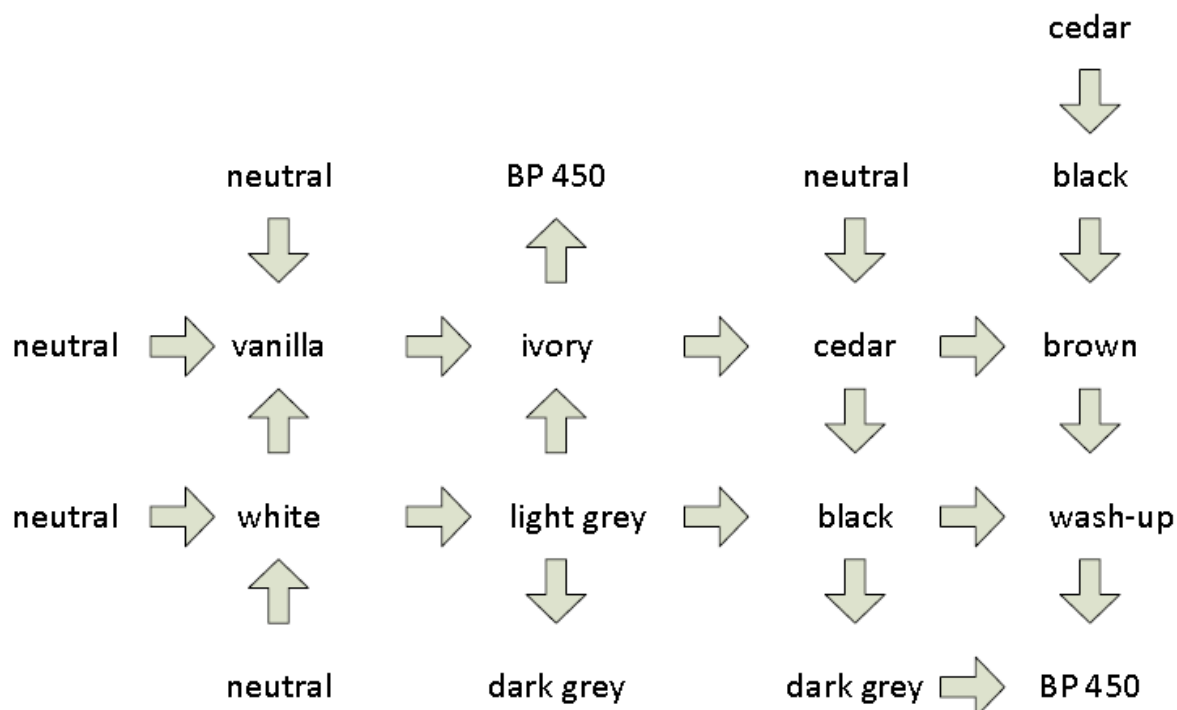 cedar
neutral BP 450 neutral black
neutral vanilla ivory cedar brown
neutral white light grey black wash-up
neutral dark grey dark grey BP 450